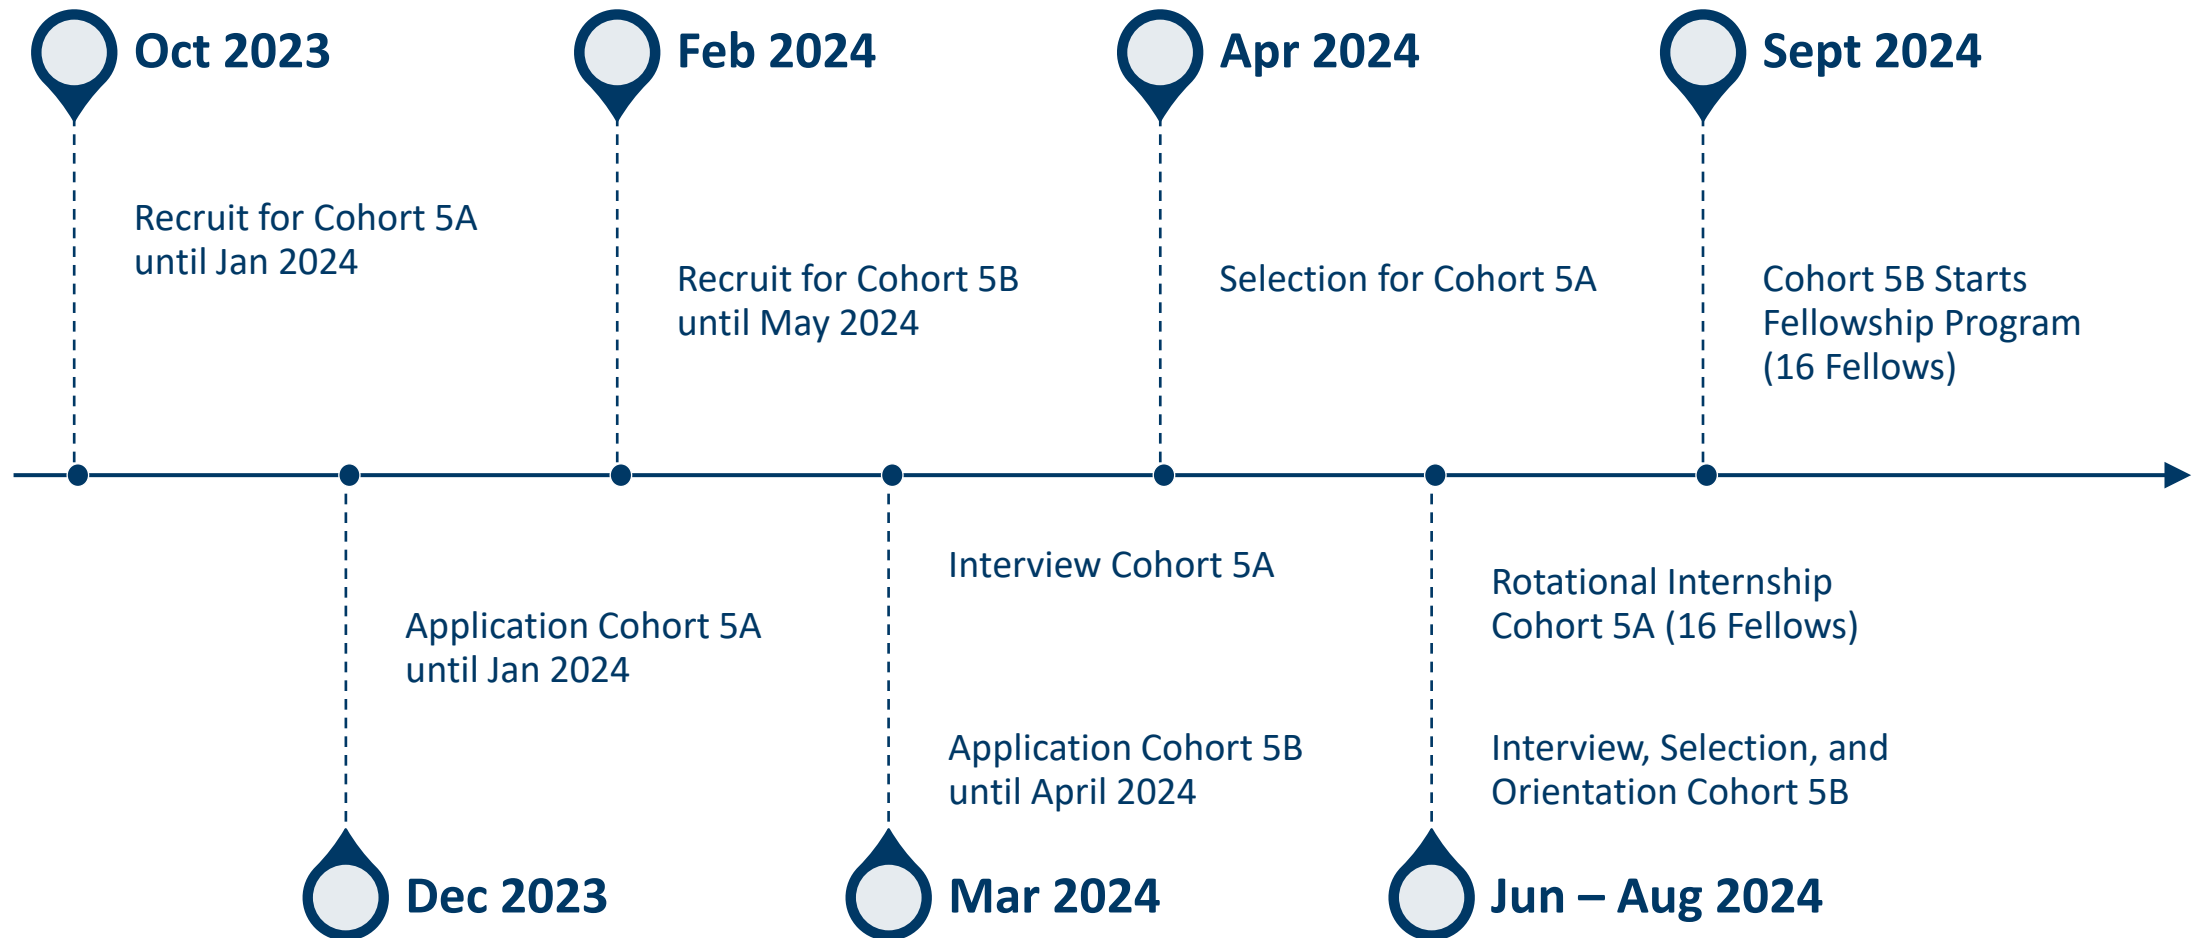 Oct 2023
Recruit for Cohort 5A
until Jan 2024
Dec 2023
Application Cohort 5A
until Jan 2024
Feb 2024
Recruit for Cohort 5B
until May 2024
Mar 2024
Interview Cohort 5A
Application Cohort 5B
until April 2024
Apr 2024
Selection for Cohort 5A
Jun – Aug 2024
Rotational Internship
Cohort 5A (16 Fellows)
Interview, Selection, and
Orientation Cohort 5B
Sept 2024
Cohort 5B Starts
Fellowship Program
(16 Fellows)